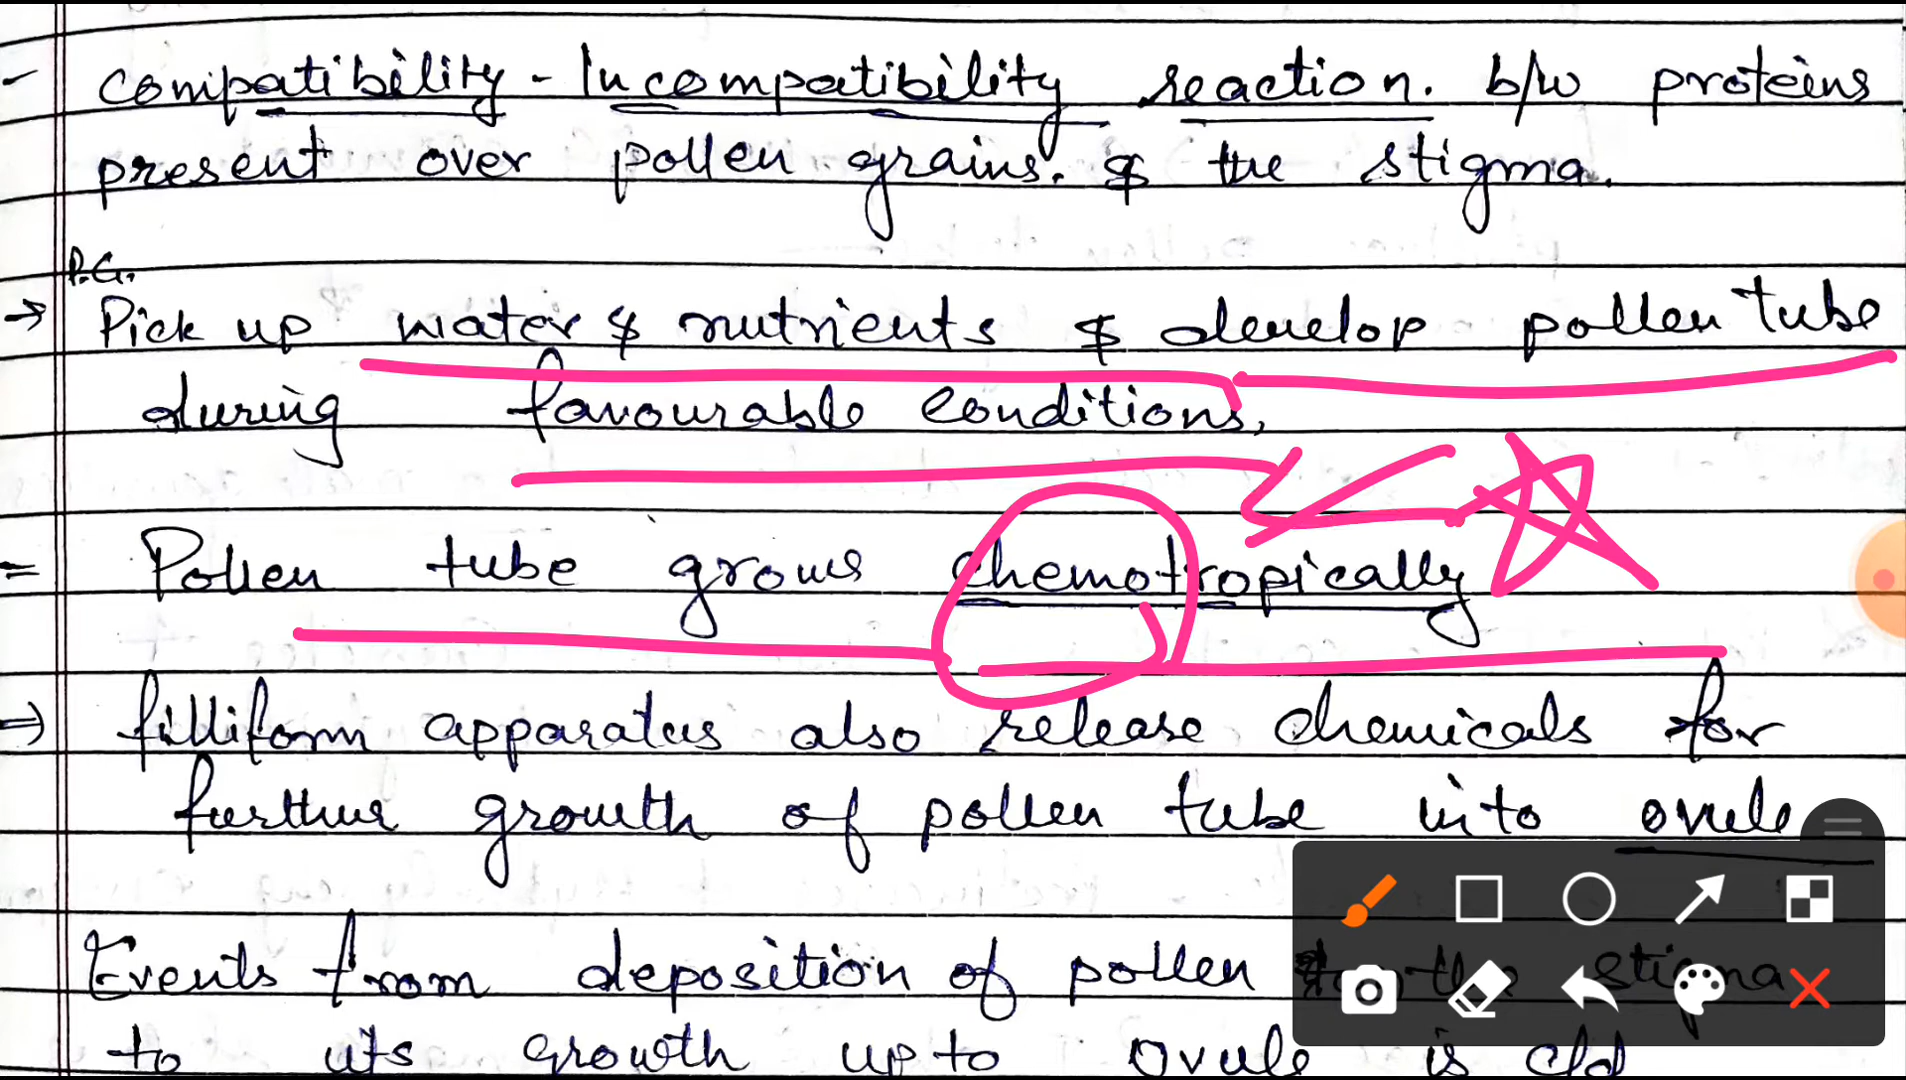 - compatibility - Incompatibility reaction. b/w proteins
present over pollen grains. & the stigma.
P.G.
→ Pick up water & nutrients & develop pollen tube
during favourable conditions,
= Pollen tube grows chemotropically
⇒ filliform apparatus also release chemicals for
further growth of pollen tube into ovule
Events from deposition of pollen stigma
to its growth up to ovule is c/d